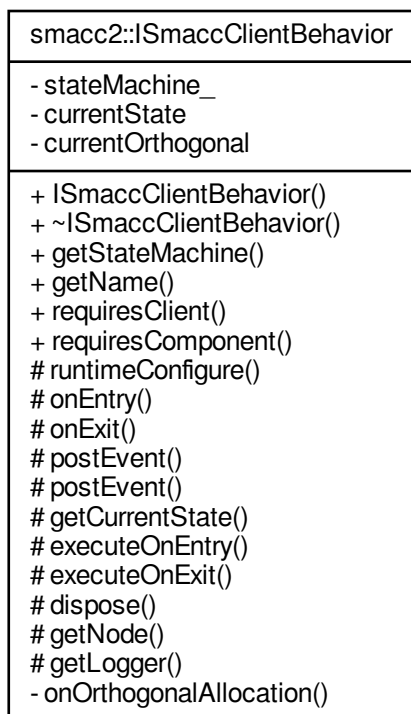 smacc2::ISmaccClientBehavior
- stateMachine_
- currentState
- currentOrthogonal
+ ISmaccClientBehavior()
+ ~ISmaccClientBehavior()
+ getStateMachine()
+ getName()
+ requiresClient()
+ requiresComponent()
# runtimeConfigure()
# onEntry()
# onExit()
# postEvent()
# postEvent()
# getCurrentState()
# executeOnEntry()
# executeOnExit()
# dispose()
# getNode()
# getLogger()
- onOrthogonalAllocation()